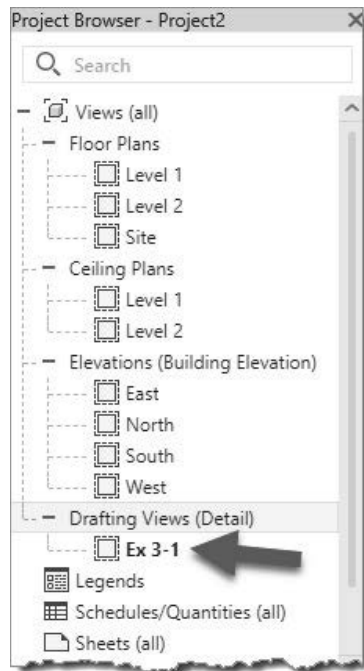 Project Browser - Project2
Search
Views (all)
Floor Plans
Level 1
Level 2
Site
Ceiling Plans
Level 1
Level 2
Elevations (Building Elevation)
East
North
South
West
Drafting Views (Detail)
Ex 3-1
Legends
Schedules/Quantities (all)
Sheets (all)